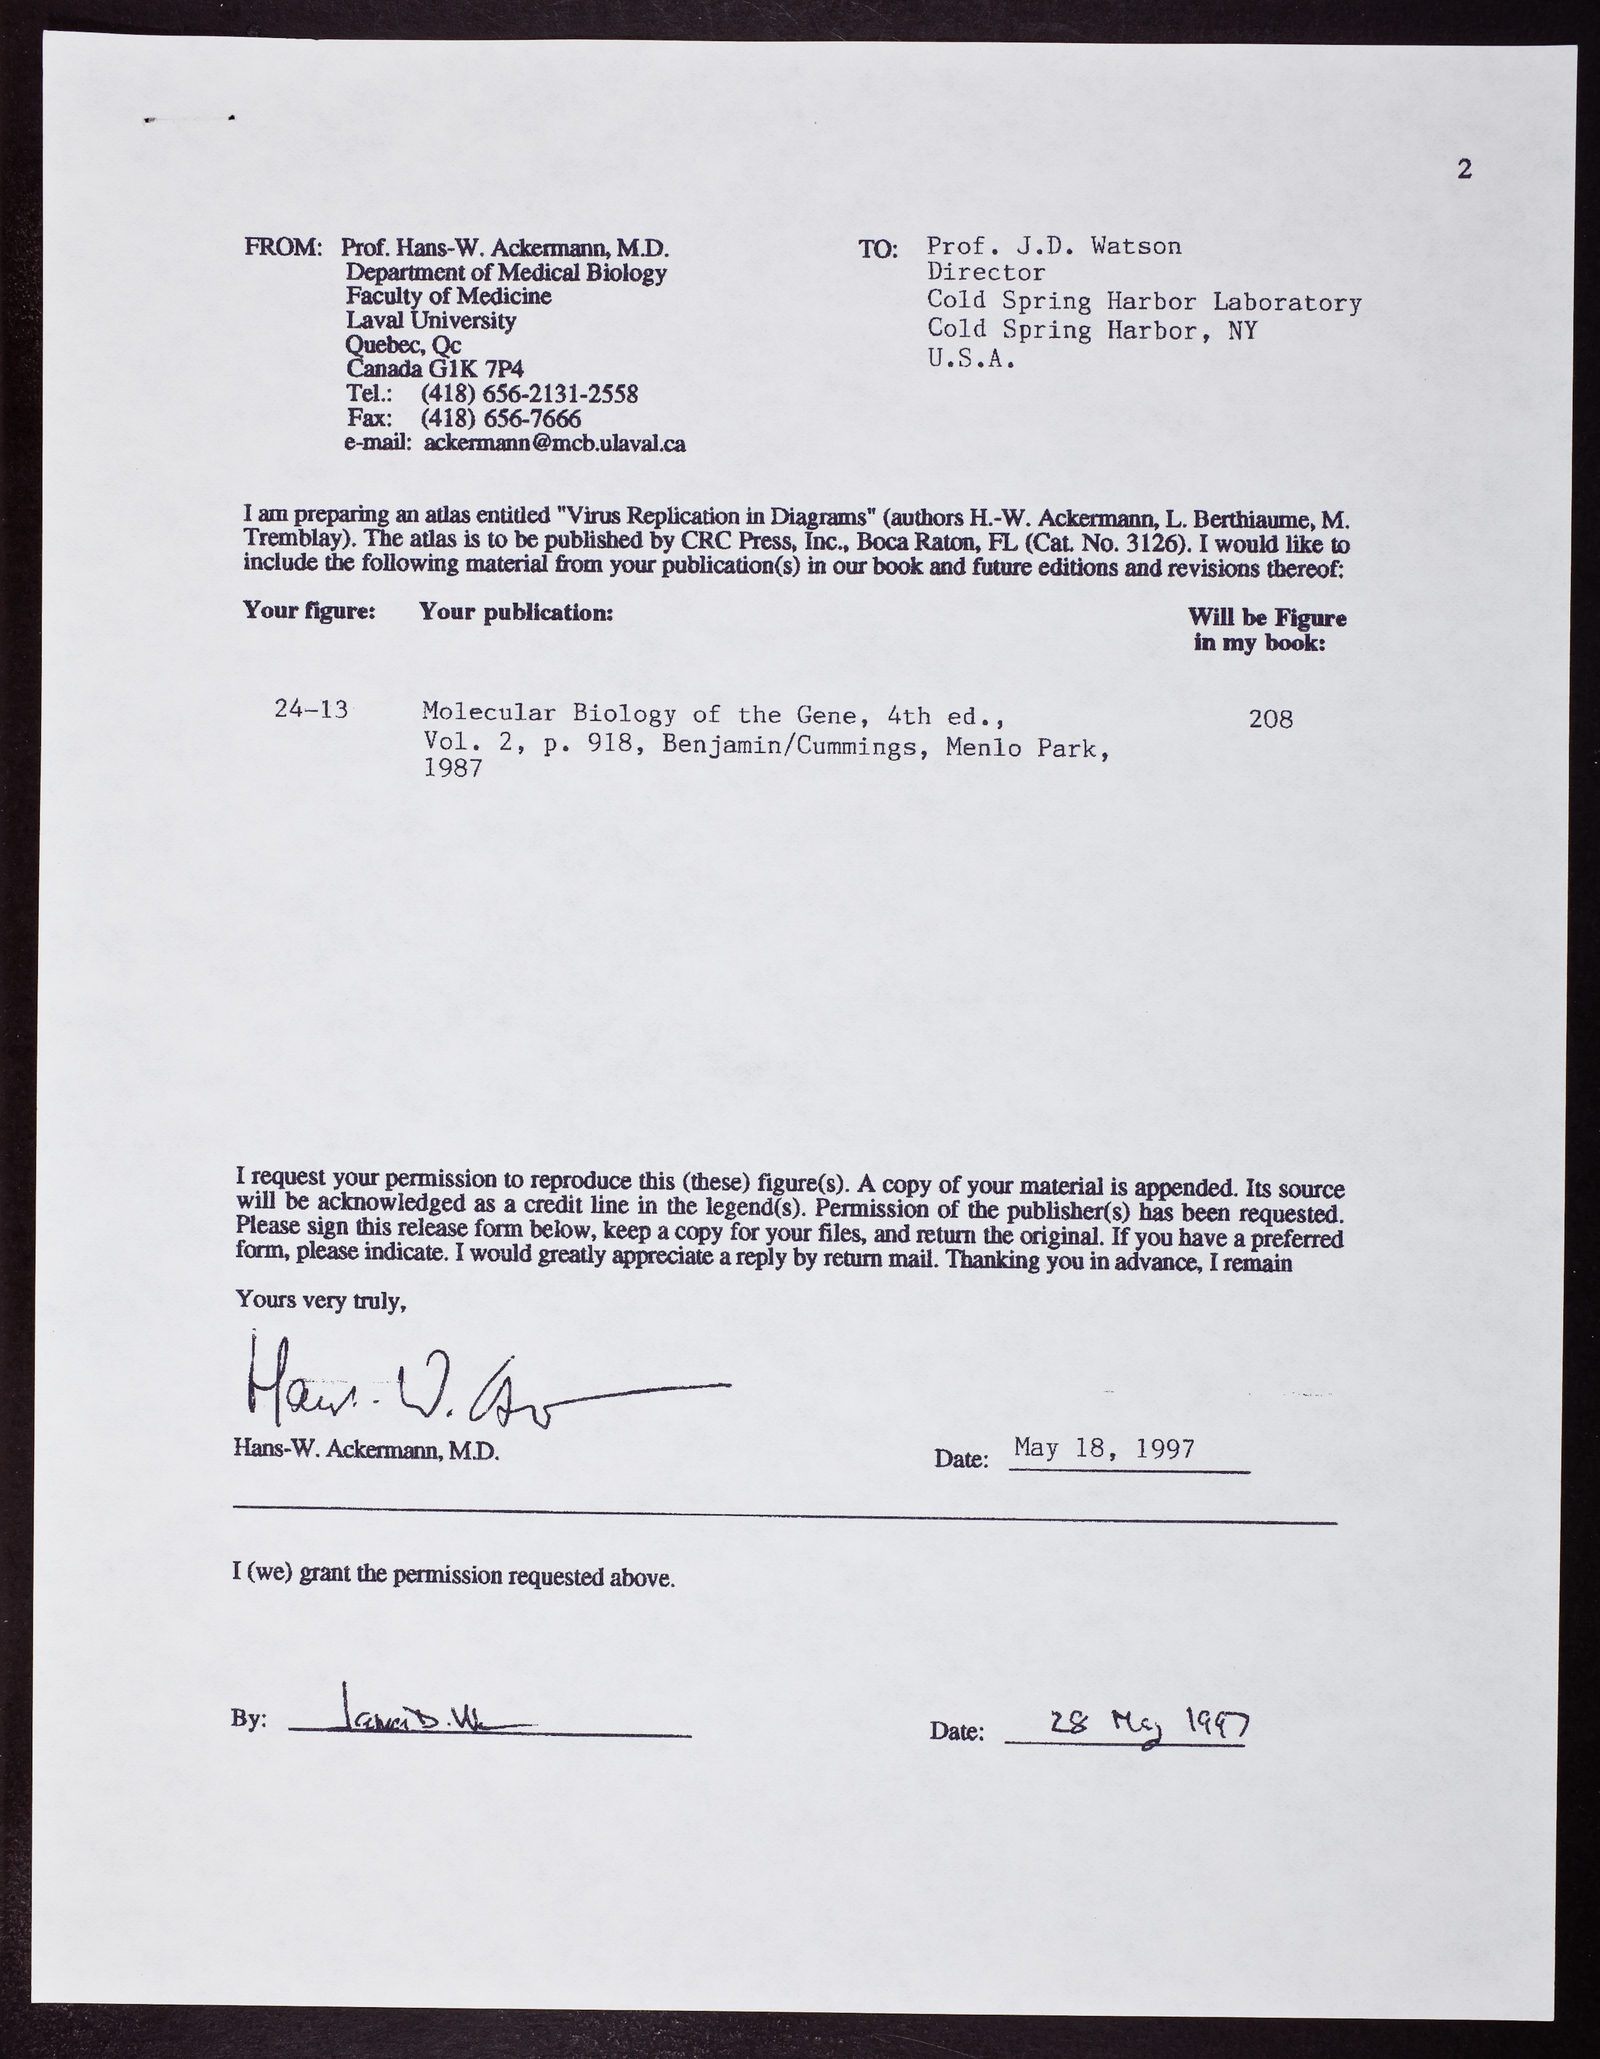 2
FROM: Prof. Hans-W. Ackermann, M.D.
Department of Medical Biology
Faculty of Medicine
Laval University
Quebec, Qc
Canada G1K 7P4
Tel.: (418) 656-2131-2558
Fax: (418) 656-7666
e-mail: ackermann@mcb.ulaval.ca
TO: Prof. J.D. Watson
Director
Cold Spring Harbor Laboratory
Cold Spring Harbor, NY
U.S.A.
I am preparing an atlas entitled "Virus Replication in Diagrams" (authors H.-W. Ackermann, L. Berthiaume, M.
Tremblay). The atlas is to be published by CRC Press, Inc., Boca Raton, FL (Cat. No. 3126). I would like to
include the following material from your publication(s) in our book and future editions and revisions thereof:
Your figure: Your publication: Will be Figure
in my book:
24-13 Molecular Biology of the Gene, 4th ed., 208
Vol. 2, p. 918, Benjamin/Cummings, Menlo Park,
1987
I request your permission to reproduce this (these) figure(s). A copy of your material is appended. Its source
will be acknowledged as a credit line in the legend(s). Permission of the publisher(s) has been requested.
Please sign this release form below, keep a copy for your files, and return the original. If you have a preferred
form, please indicate. I would greatly appreciate a reply by return mail. Thanking you in advance, I remain
Yours very truly,
Hans-W.
Hans-W. Ackermann, M.D.
Date: May 18, 1997
I (we) grant the permission requested above.
By: James D. W
Date: 28 May 1997